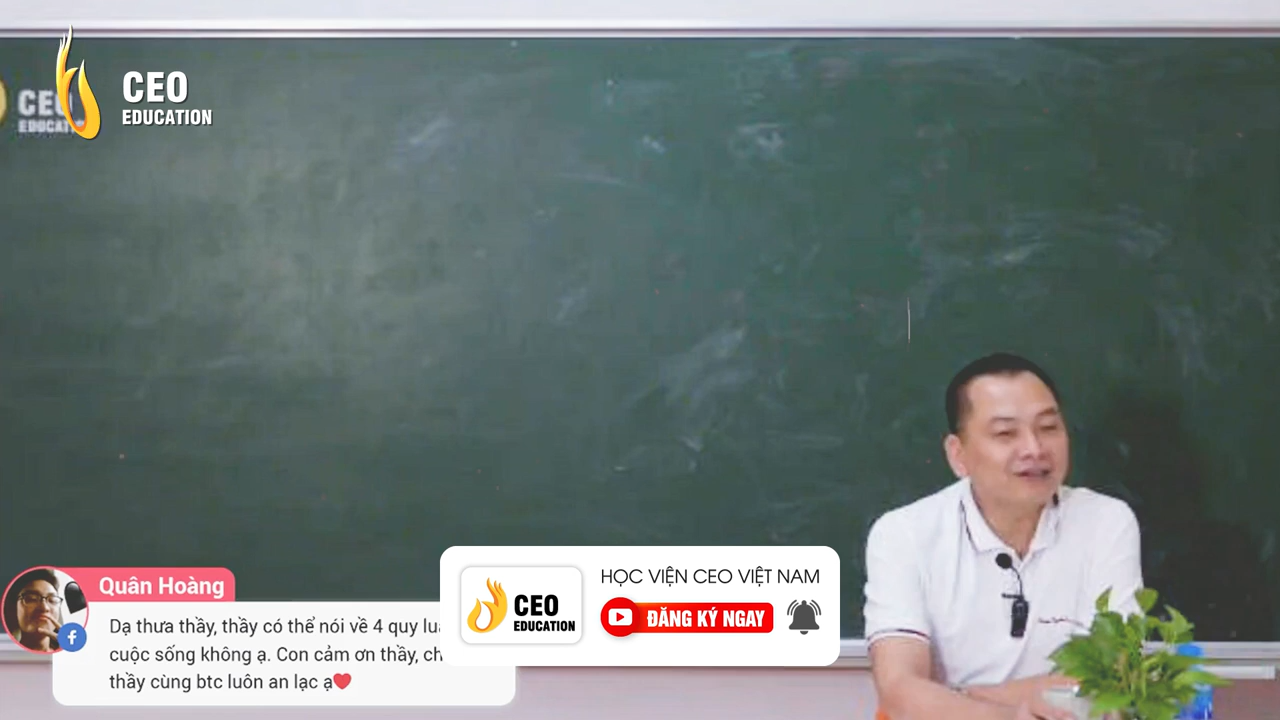 CEO
EDUCATION
CEO
EDUCATION
Quân Hoàng
Dạ thưa thầy, thầy có thể nói về 4 quy
cuộc sống không ạ. Con cảm ơn thầy,
thầy cùng btc luôn an lạc ạ❤
CEO
EDUCATION
HỌC VIỆN CEO VIỆT NAM
ĐĂNG KÝ NGAY